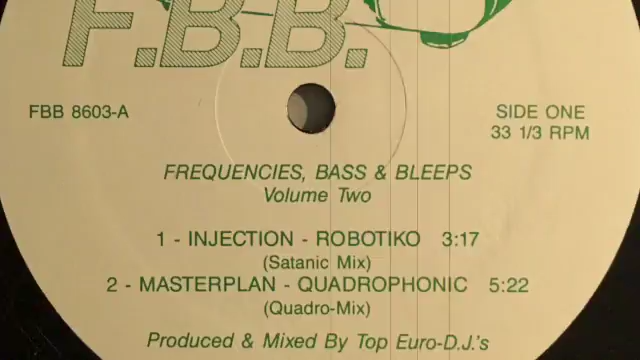 F.B.B.
FBB 8603-A
SIDE ONE
33 1/3 RPM
FREQUENCIES, BASS & BLEEPS
Volume Two
1 - INJECTION - ROBOTIKO 3:17
(Satanic Mix)
2 - MASTERPLAN - QUADROPHONIC 5:22
(Quadro-Mix)
Produced & Mixed By Top Euro-D.J.'s